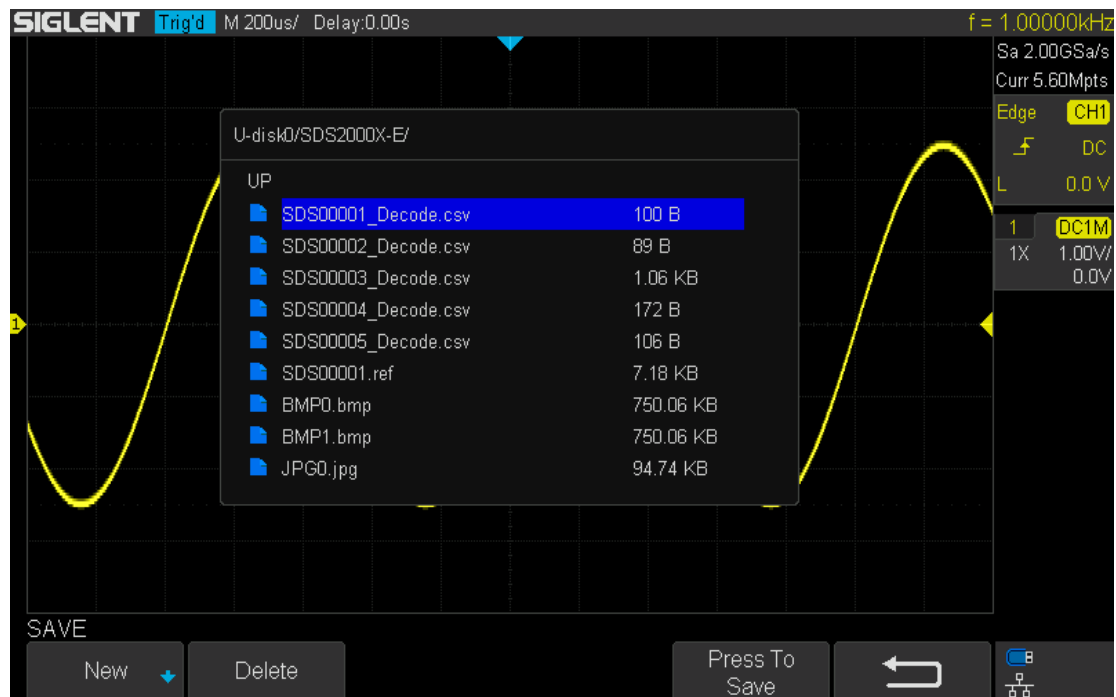 SIGLENT Trig'd M 200us/ Delay:0.00s f = 1.00000kHz
Sa 2.00GSa/s
Curr 5.60Mpts
Edge CH1
DC
L 0.0 V
1 DC1M
1X 1.00V/
0.0V
U-disk0/SDS2000X-E/
UP
SDS00001_Decode.csv 100 B
SDS00002_Decode.csv 89 B
SDS00003_Decode.csv 1.06 KB
SDS00004_Decode.csv 172 B
SDS00005_Decode.csv 106 B
SDS00001.ref 7.18 KB
BMP0.bmp 750.06 KB
BMP1.bmp 750.06 KB
JPG0.jpg 94.74 KB
1
SAVE
New
Delete
Press To
Save